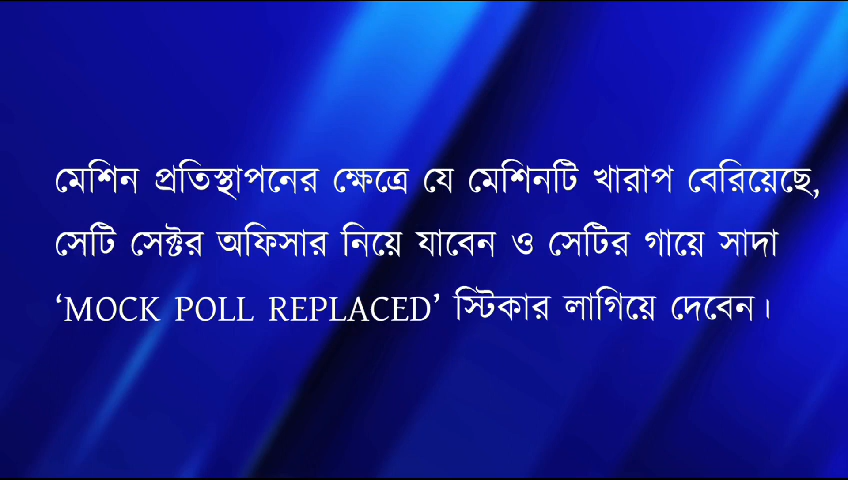 মেশিন প্রতিস্থাপনের ক্ষেত্রে যে মেশিনটি খারাপ বেরিয়েছে,
সেটি সেক্টর অফিসার নিয়ে যাবেন ও সেটির গায়ে সাদা
‘MOCK POLL REPLACED’ স্টিকার লাগিয়ে দেবেন।